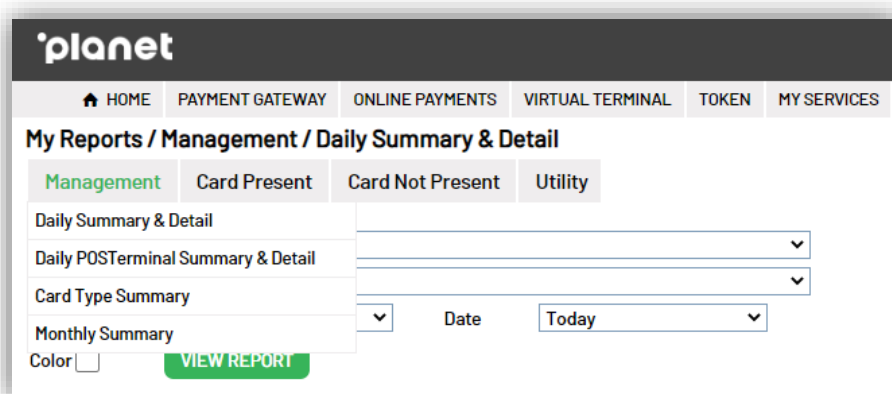 planet
HOME PAYMENT GATEWAY ONLINE PAYMENTS VIRTUAL TERMINAL TOKEN MY SERVICES
My Reports / Management / Daily Summary & Detail
Management Card Present Card Not Present Utility
Daily Summary & Detail
Daily POSTerminal Summary & Detail
Card Type Summary
Date Today
Monthly Summary
Color VIEW REPORT